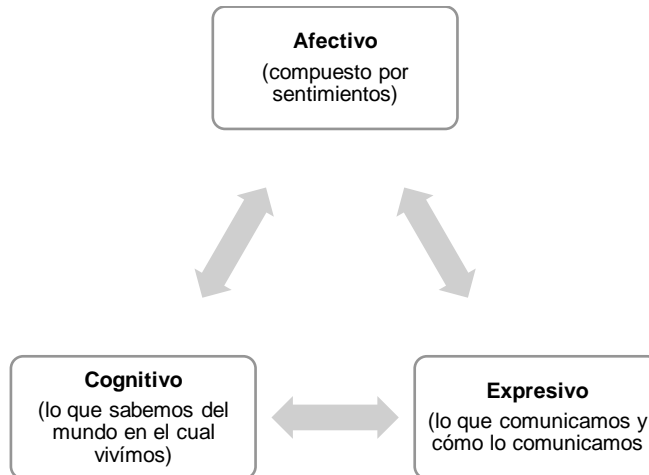 Afectivo
(compuesto por
sentimientos)
Cognitivo
(lo que sabemos del
mundo en el cual
vivímos)
Expresivo
(lo que comunicamos y
cómo lo comunicamos